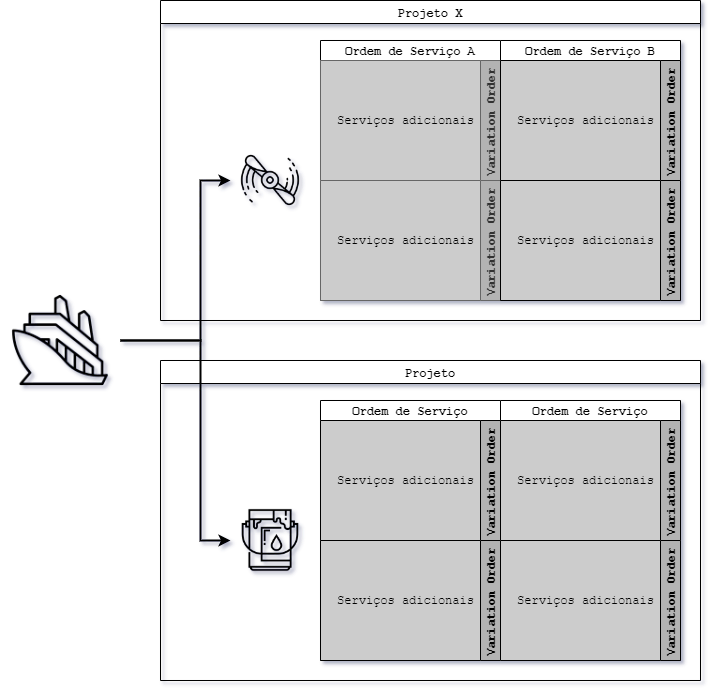 Projeto X
Ordem de Serviço A
Ordem de Serviço B
Serviços adicionais
Variation Order
Serviços adicionais
Variation Order
Serviços adicionais
Variation Order
Serviços adicionais
Variation Order
Projeto
Ordem de Serviço
Ordem de Serviço
Serviços adicionais
Variation Order
Serviços adicionais
Variation Order
Serviços adicionais
Variation Order
Serviços adicionais
Variation Order